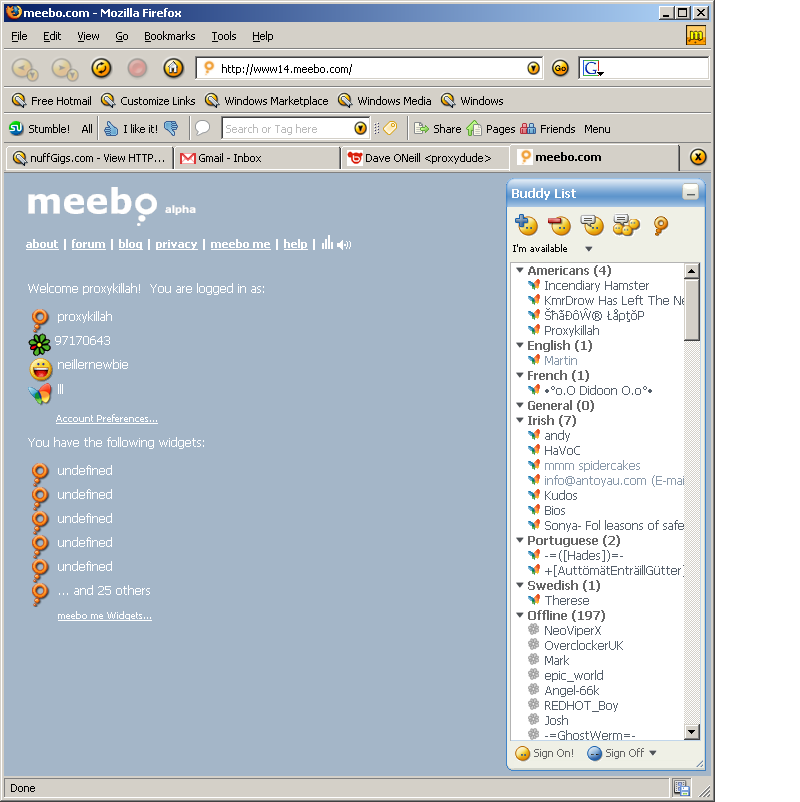 meebo.com - Mozilla Firefox
File Edit View Go Bookmarks Tools Help
http://www14.meebo.com/ Go G
Free Hotmail Customize Links Windows Marketplace Windows Media Windows
Stumble! All I like it! Search or Tag here Share Pages Friends Menu
nuffGigs.com - View HTTP... Gmail - Inbox Dave ONeill <proxydude> meebo.com
meebo alpha
about | forum | blog | privacy | meebo me | help |
Welcome proxykillah! You are logged in as:
proxykillah
97170643
neillernewbie
lll
Account Preferences...
You have the following widgets:
undefined
undefined
undefined
undefined
undefined
... and 25 others
meebo me Widgets...
Buddy List
I'm available
Americans (4)
Incendiary Hamster
KmrDrow Has Left The Ne
ŠħãÐôŴ® ŁåpţŏP
Proxykillah
English (1)
Martin
French (1)
•°o.O Didoon O.o°•
General (0)
Irish (7)
andy
HaVoC
mmm spidercakes
info@antoyau.com (E-mai
Kudos
Bios
Sonya- Fol leasons of safe
Portuguese (2)
-=([Hades])=-
+[AuttömätEnträillGütter]
Swedish (1)
Therese
Offline (197)
NeoViperX
OverclockerUK
Mark
epic_world
Angel-66k
REDHOT_Boy
Josh
-=GhostWerm=-
Sign On! Sign Off
Done